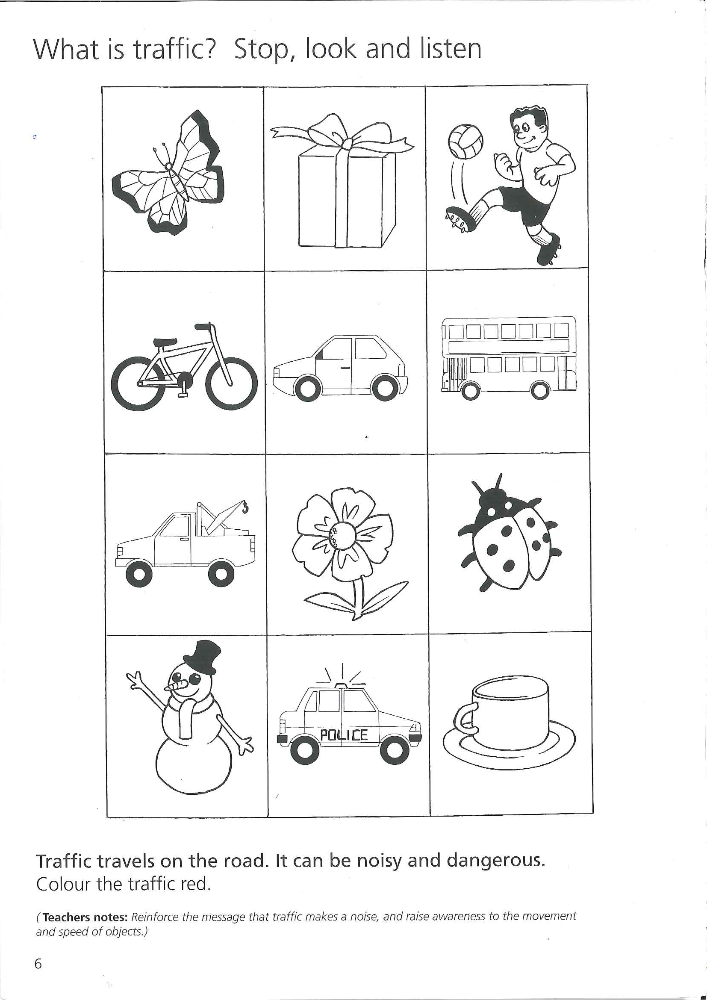 What is traffic? Stop, look and listen
POLICE
Traffic travels on the road. It can be noisy and dangerous.
Colour the traffic red.
(Teachers notes: Reinforce the message that traffic makes a noise, and raise awareness to the movement
and speed of objects.)
6